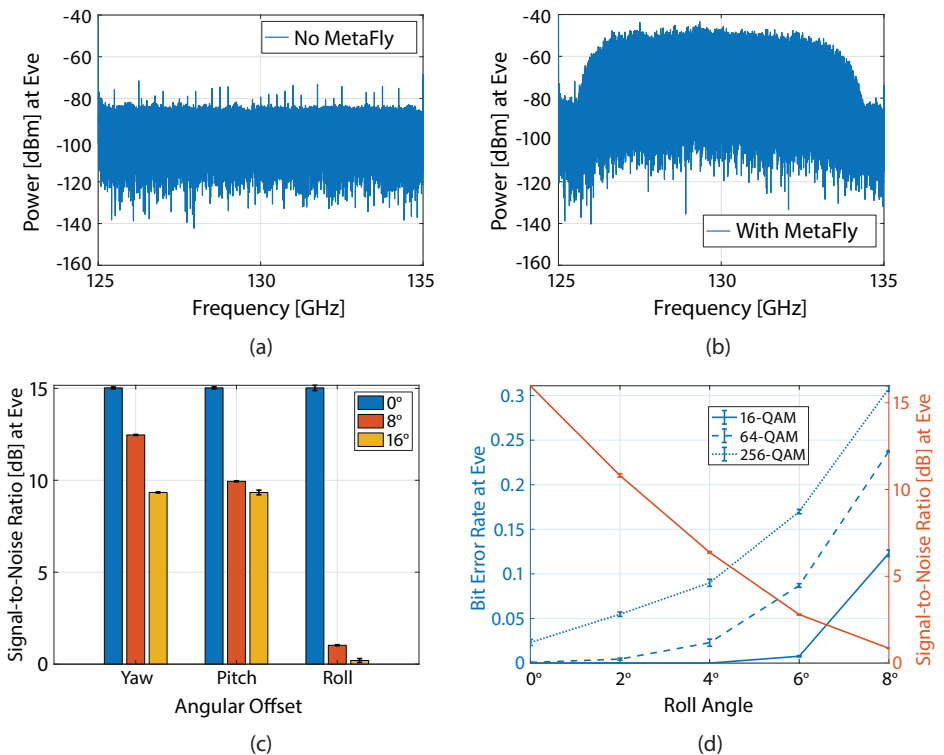 -40
-60
-80
-100
-120
-140
-160
Power [dBm] at Eve
No MetaFly
125
130
135
Frequency [GHz]
(a)
-40
-60
-80
-100
-120
-140
-160
Power [dBm] at Eve
With MetaFly
125
130
135
Frequency [GHz]
(b)
15
10
5
0
Signal-to-Noise Ratio [dB] at Eve
0°
8°
16°
Yaw
Pitch
Roll
Angular Offset
(c)
0.3
0.25
0.2
0.15
0.1
0.05
0
Bit Error Rate at Eve
16-QAM
64-QAM
256-QAM
15
10
5
0
Signal-to-Noise Ratio [dB] at Eve
0°
2°
4°
6°
8°
Roll Angle
(d)